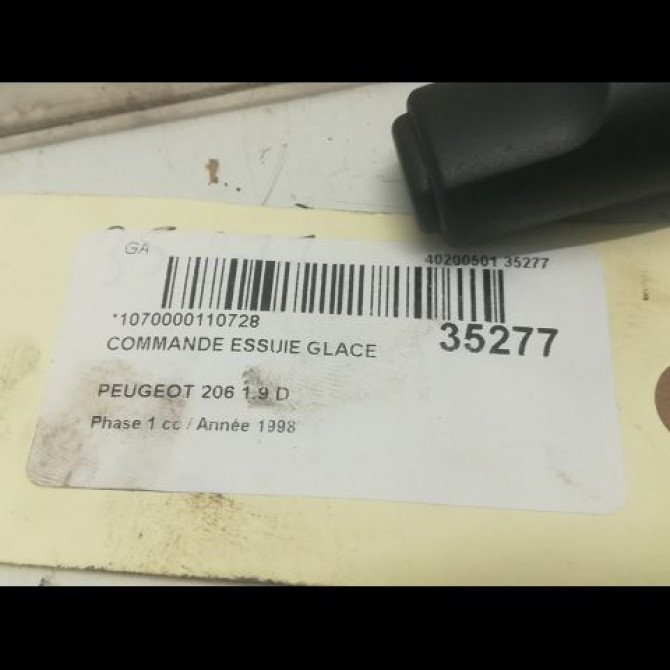 GA
40200501 35277
*1070000110728
35277
COMMANDE ESSUIE GLACE
PEUGEOT 206 1.9 D
Phase 1 cc / Année 1998